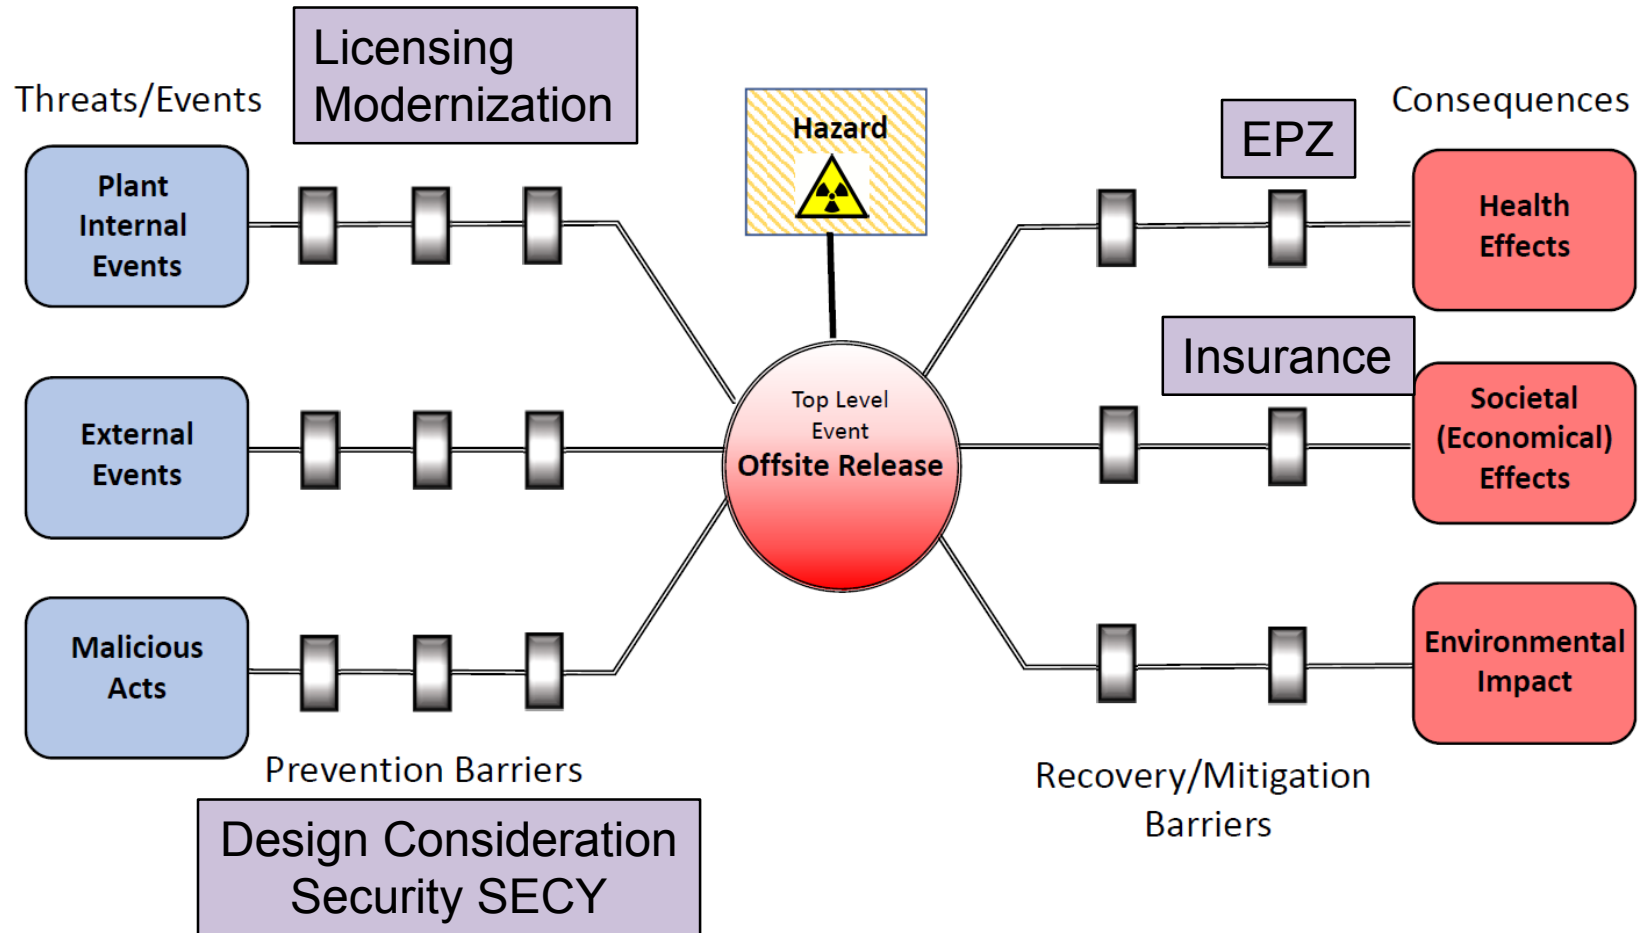 Licensing
Modernization
Threats/Events
Hazard
EPZ
Consequences
Plant
Internal
Events
Health
Effects
Insurance
External
Events
Top Level
Event
Offsite Release
Societal
(Economical)
Effects
Malicious
Acts
Environmental
Impact
Prevention Barriers
Recovery/Mitigation
Barriers
Design Consideration
Security SECY